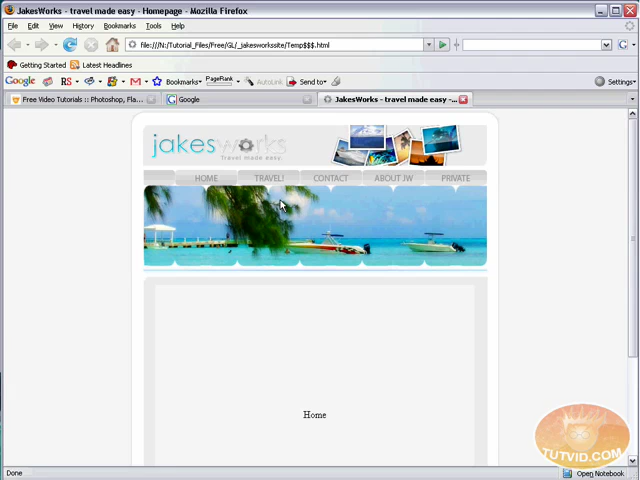 JakesWorks - travel made easy - Homepage - Mozilla Firefox
File Edit View History Bookmarks Tools Help
file:///N:/Tutorial_Files/Free/GL/_jakesworkssite/Temp$$$.html
Getting Started Latest Headlines
Google RS Bookmarks PageRank AutoLink Send to Settings
Free Video Tutorials :: Photoshop, Fla... Google JakesWorks - travel made easy -...
jakesworks
Travel made easy.
HOME TRAVEL! CONTACT ABOUT JW PRIVATE
Home
TUTVID.COM
Done Open Notebook